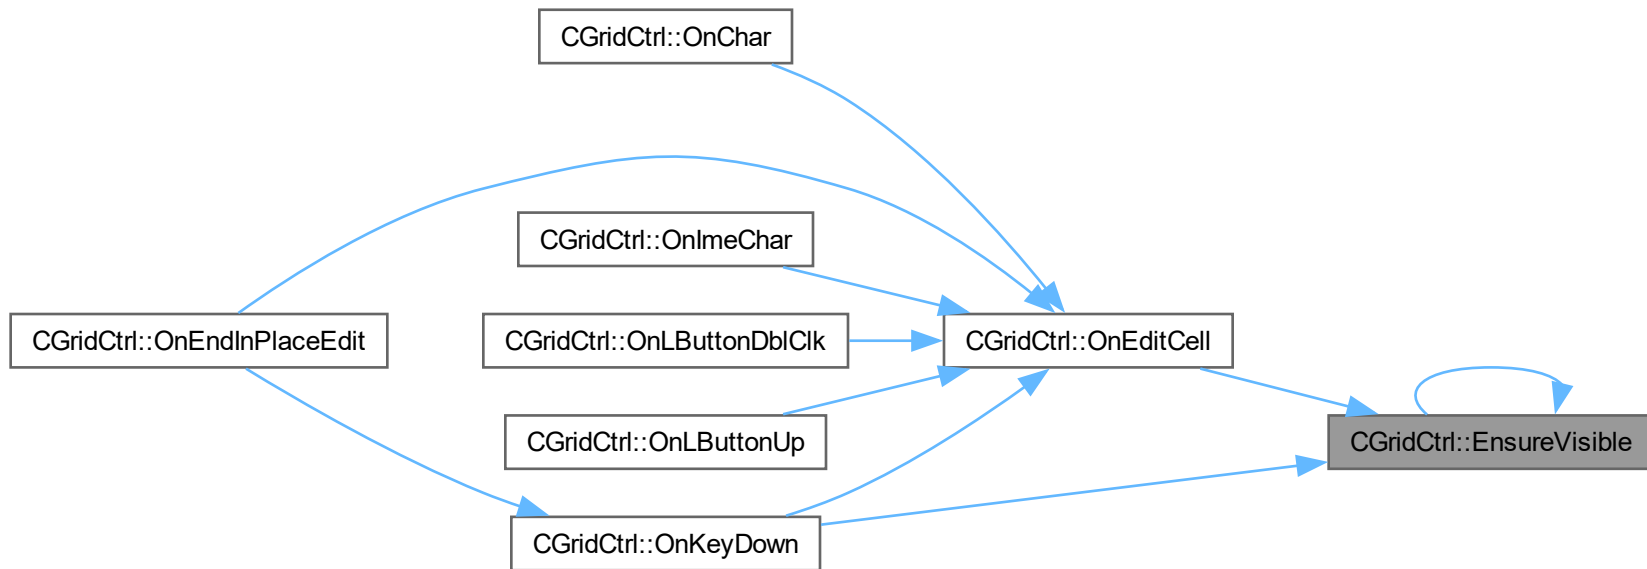 CGridCtrl::OnChar
CGridCtrl::OnImeChar
CGridCtrl::OnEndInPlaceEdit
CGridCtrl::OnLButtonDblClk
CGridCtrl::OnEditCell
CGridCtrl::OnLButtonUp
CGridCtrl::EnsureVisible
CGridCtrl::OnKeyDown